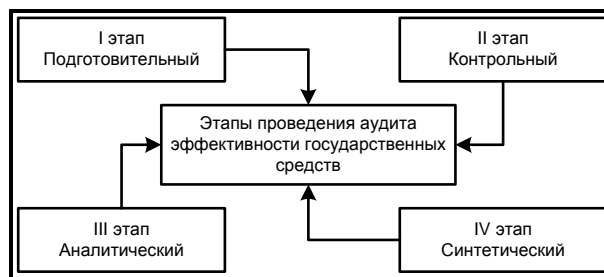 I этап
Подготовительный
II этап
Контрольный
Этапы проведения аудита
эффективности государственных
средств
III этап
Аналитический
IV этап
Синтетический